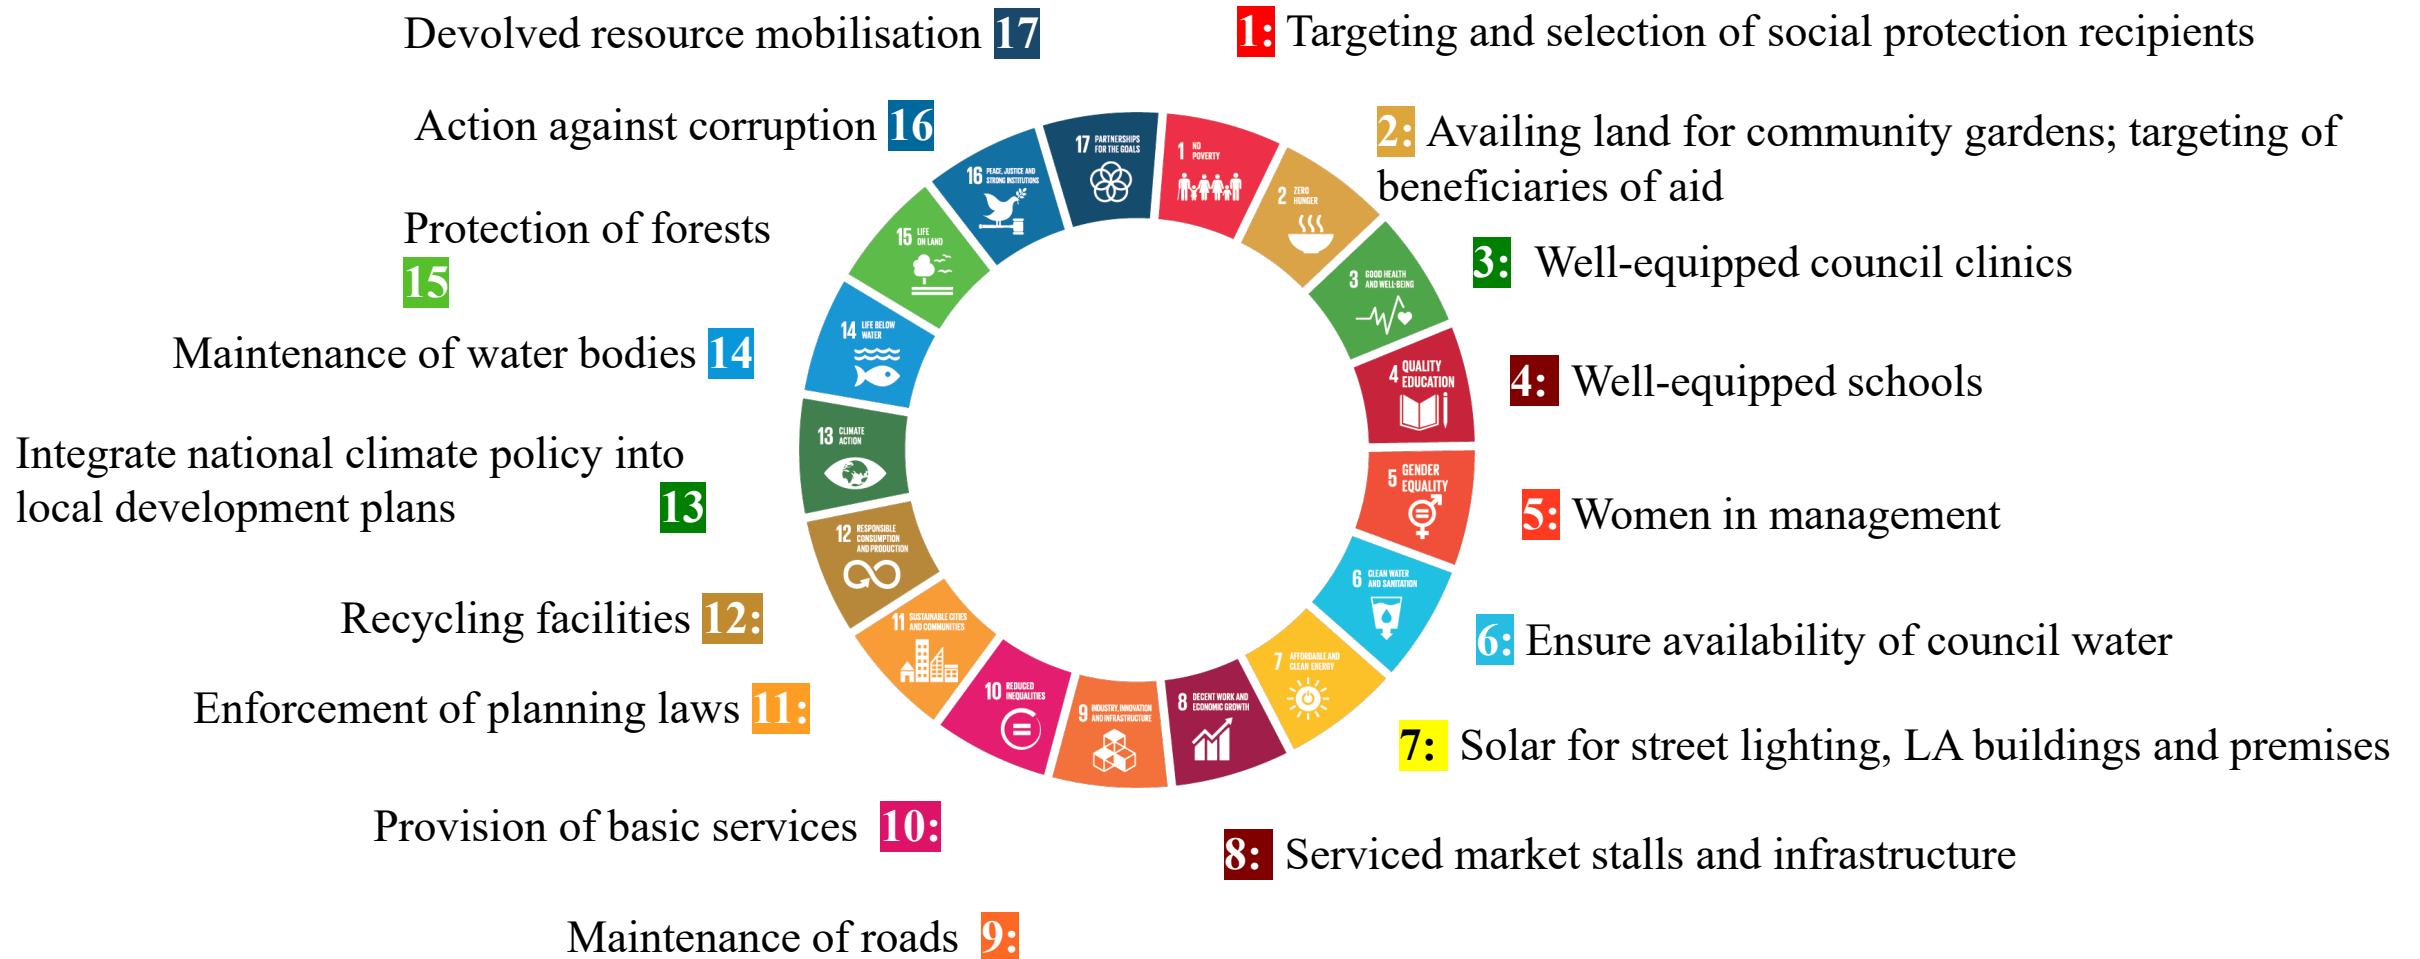 Devolved resource mobilisation 17
1: Targeting and selection of social protection recipients
Action against corruption 16
2: Availing land for community gardens; targeting of
beneficiaries of aid
Protection of forests
15
3: Well-equipped council clinics
Maintenance of water bodies 14
4: Well-equipped schools
Integrate national climate policy into
local development plans 13
5: Women in management
Recycling facilities 12:
6: Ensure availability of council water
Enforcement of planning laws 11:
7: Solar for street lighting, LA buildings and premises
Provision of basic services 10:
8: Serviced market stalls and infrastructure
Maintenance of roads 9:
1 NO
POVERTY
2 ZERO
HUNGER
3 GOOD HEALTH
AND WELL-BEING
4 QUALITY
EDUCATION
5 GENDER
EQUALITY
6 CLEAN WATER
AND SANITATION
7 AFFORDABLE AND
CLEAN ENERGY
8 DECENT WORK AND
ECONOMIC GROWTH
9 INDUSTRY, INNOVATION
AND INFRASTRUCTURE
10 REDUCED
INEQUALITIES
11 SUSTAINABLE CITIES
AND COMMUNITIES
12 RESPONSIBLE
CONSUMPTION
AND PRODUCTION
13 CLIMATE
ACTION
14 LIFE BELOW
WATER
15 LIFE
ON LAND
16 PEACE, JUSTICE AND
STRONG INSTITUTIONS
17 PARTNERSHIPS
FOR THE GOALS